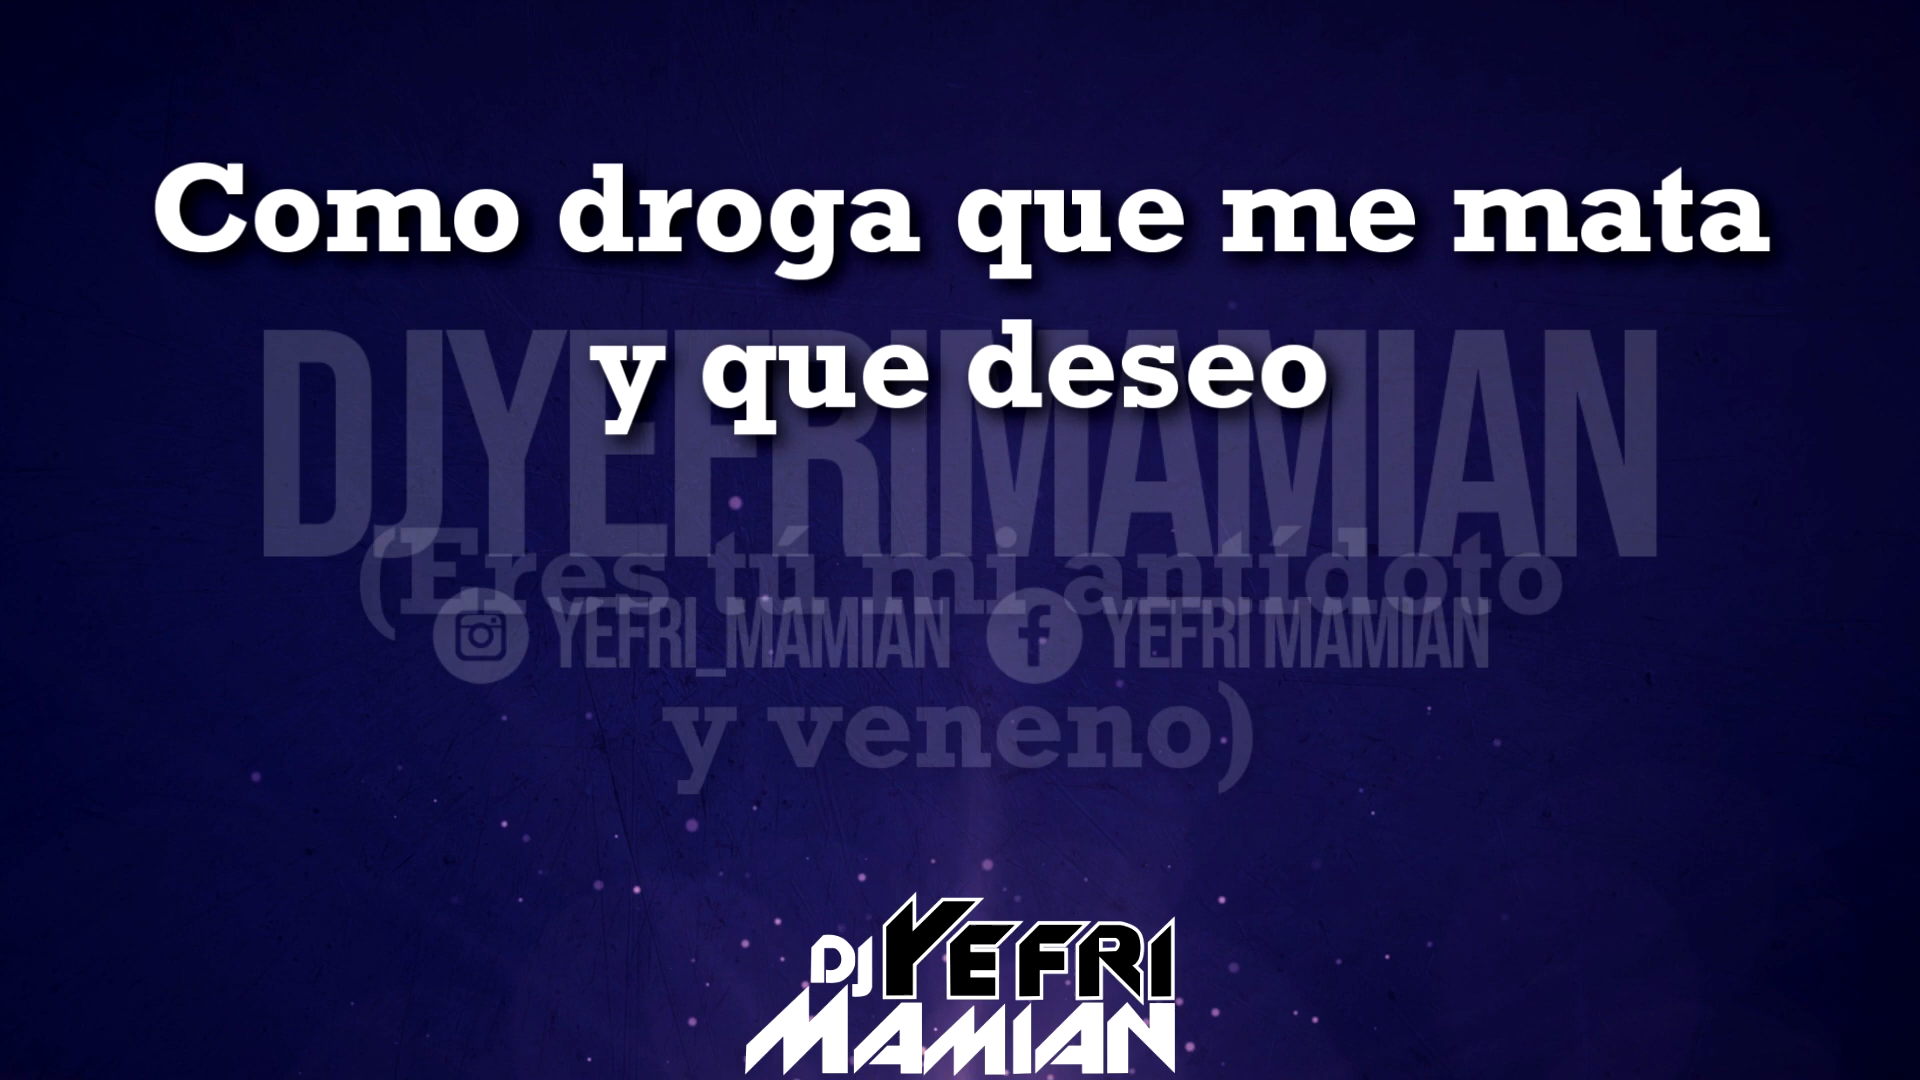 Como droga que me mata
y que deseo
DJYEFRIMAMIAN
(Eres tú mi antídoto
YEFRI_MAMIAN YEFRI MAMIAN
y veneno)
DJ YEFRI
MAMIAN